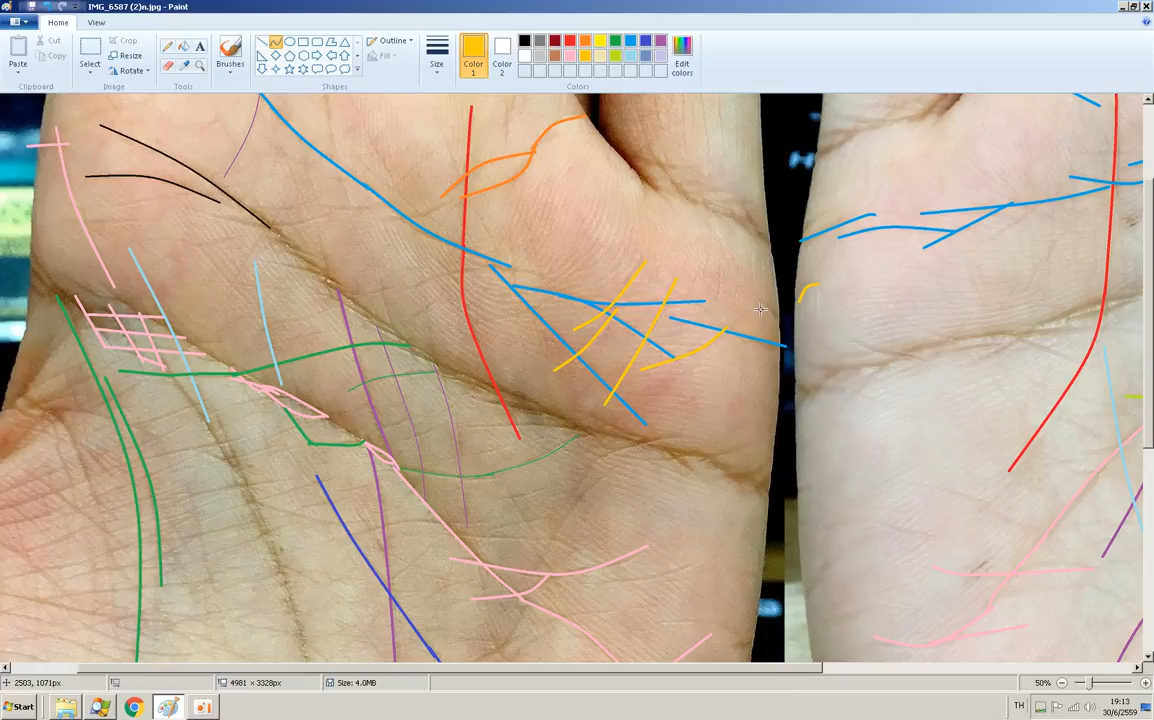 IMG_6587 (2)n.jpg - Paint
Home
View
Paste
Cut
Copy
Clipboard
Select
Crop
Resize
Rotate
Image
Tools
Brushes
Shapes
Outline
Fill
Size
Color 1
Color 2
Edit colors
Colors
2503, 1071px
4981 × 3328px
Size: 4.0MB
50%
Start
TH
19:13
30/6/2559